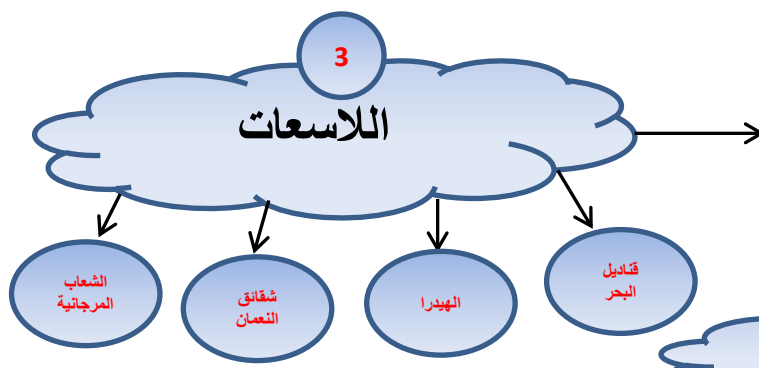 3
اللاسعات
قناديل
البحر
الهيدرا
شقائق
النعمان
الشعاب
المرجانية